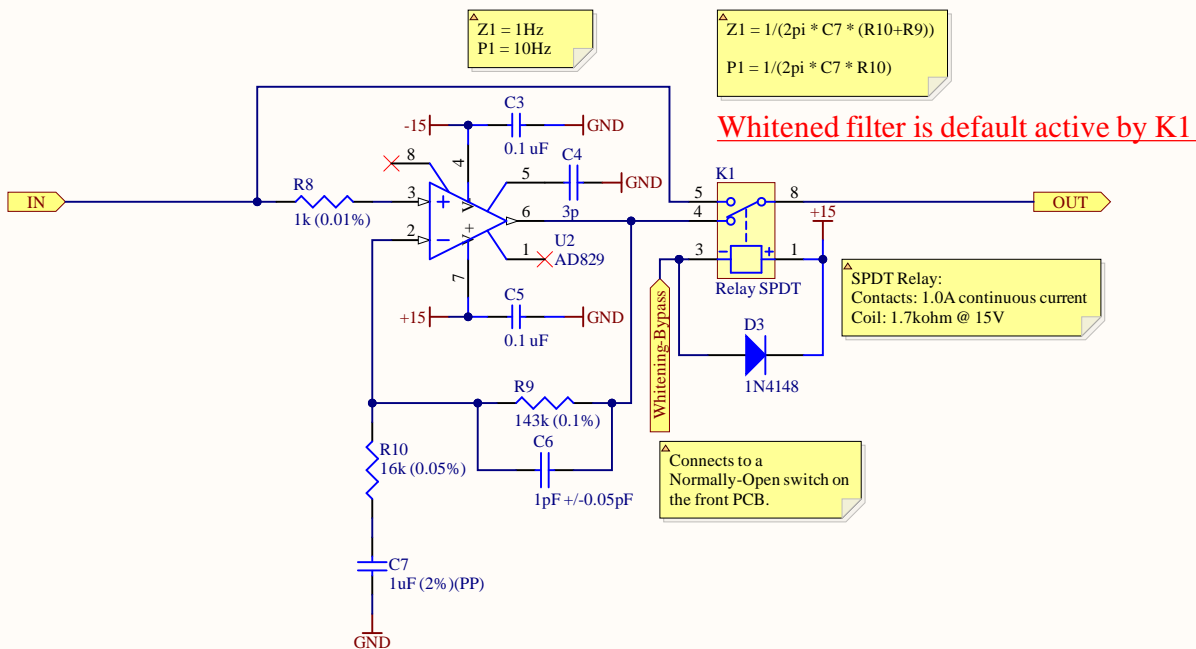 Z1 = 1Hz
P1 = 10Hz
Z1 = 1/(2pi * C7 * (R10+R9))
P1 = 1/(2pi * C7 * R10)
Whitened filter is default active by K1
-15
C3
0.1 uF
GND
8
4
5
C4
3p
GND
IN
R8
1k (0.01%)
3
2
V-
V+
6
1
7
U2
AD829
+15
C5
0.1 uF
GND
K1
5
4
8
3
1
+15
Relay SPDT
OUT
SPDT Relay:
Contacts: 1.0A continuous current
Coil: 1.7kohm @ 15V
D3
1N4148
Whitening-Bypass
R9
143k (0.1%)
C6
1pF +/-0.05pF
R10
16k (0.05%)
Connects to a
Normally-Open switch on
the front PCB.
C7
1uF (2%)(PP)
GND